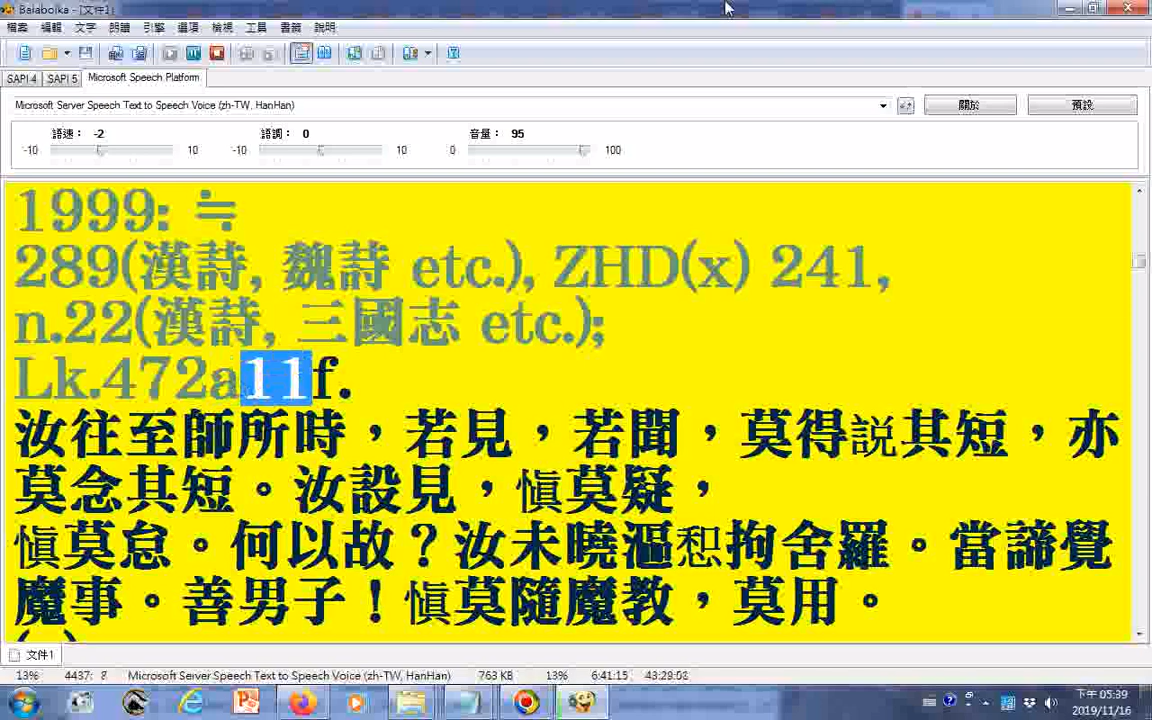 Balabolka - [文件1]
檔案 編輯 文字 朗讀 引擎 選項 檢視 工具 書籤 說明
SAPI 4 SAPI 5 Microsoft Speech Platform
Microsoft Server Speech Text to Speech Voice (zh-TW, HanHan) 關於 預設
語速： -2 語調： 0 音量： 95
-10 10 -10 10 0 100
1999: ≒
289(漢詩, 魏詩 etc.), ZHD(x) 241,
n.22(漢詩, 三國志 etc.);
Lk.472a11f.
汝往至師所時，若見，若聞，莫得説其短，亦
莫念其短。汝設見，愼莫疑，
愼莫怠。何以故？汝未曉漚惒拘舍羅。當諦覺
魔事。善男子！愼莫隨魔教，莫用。
文件1
13% 4437: 8 Microsoft Server Speech Text to Speech Voice (zh-TW, HanHan) 763 KB 13% 6:41:15 43:29:02
下午 05:39
2019/11/16